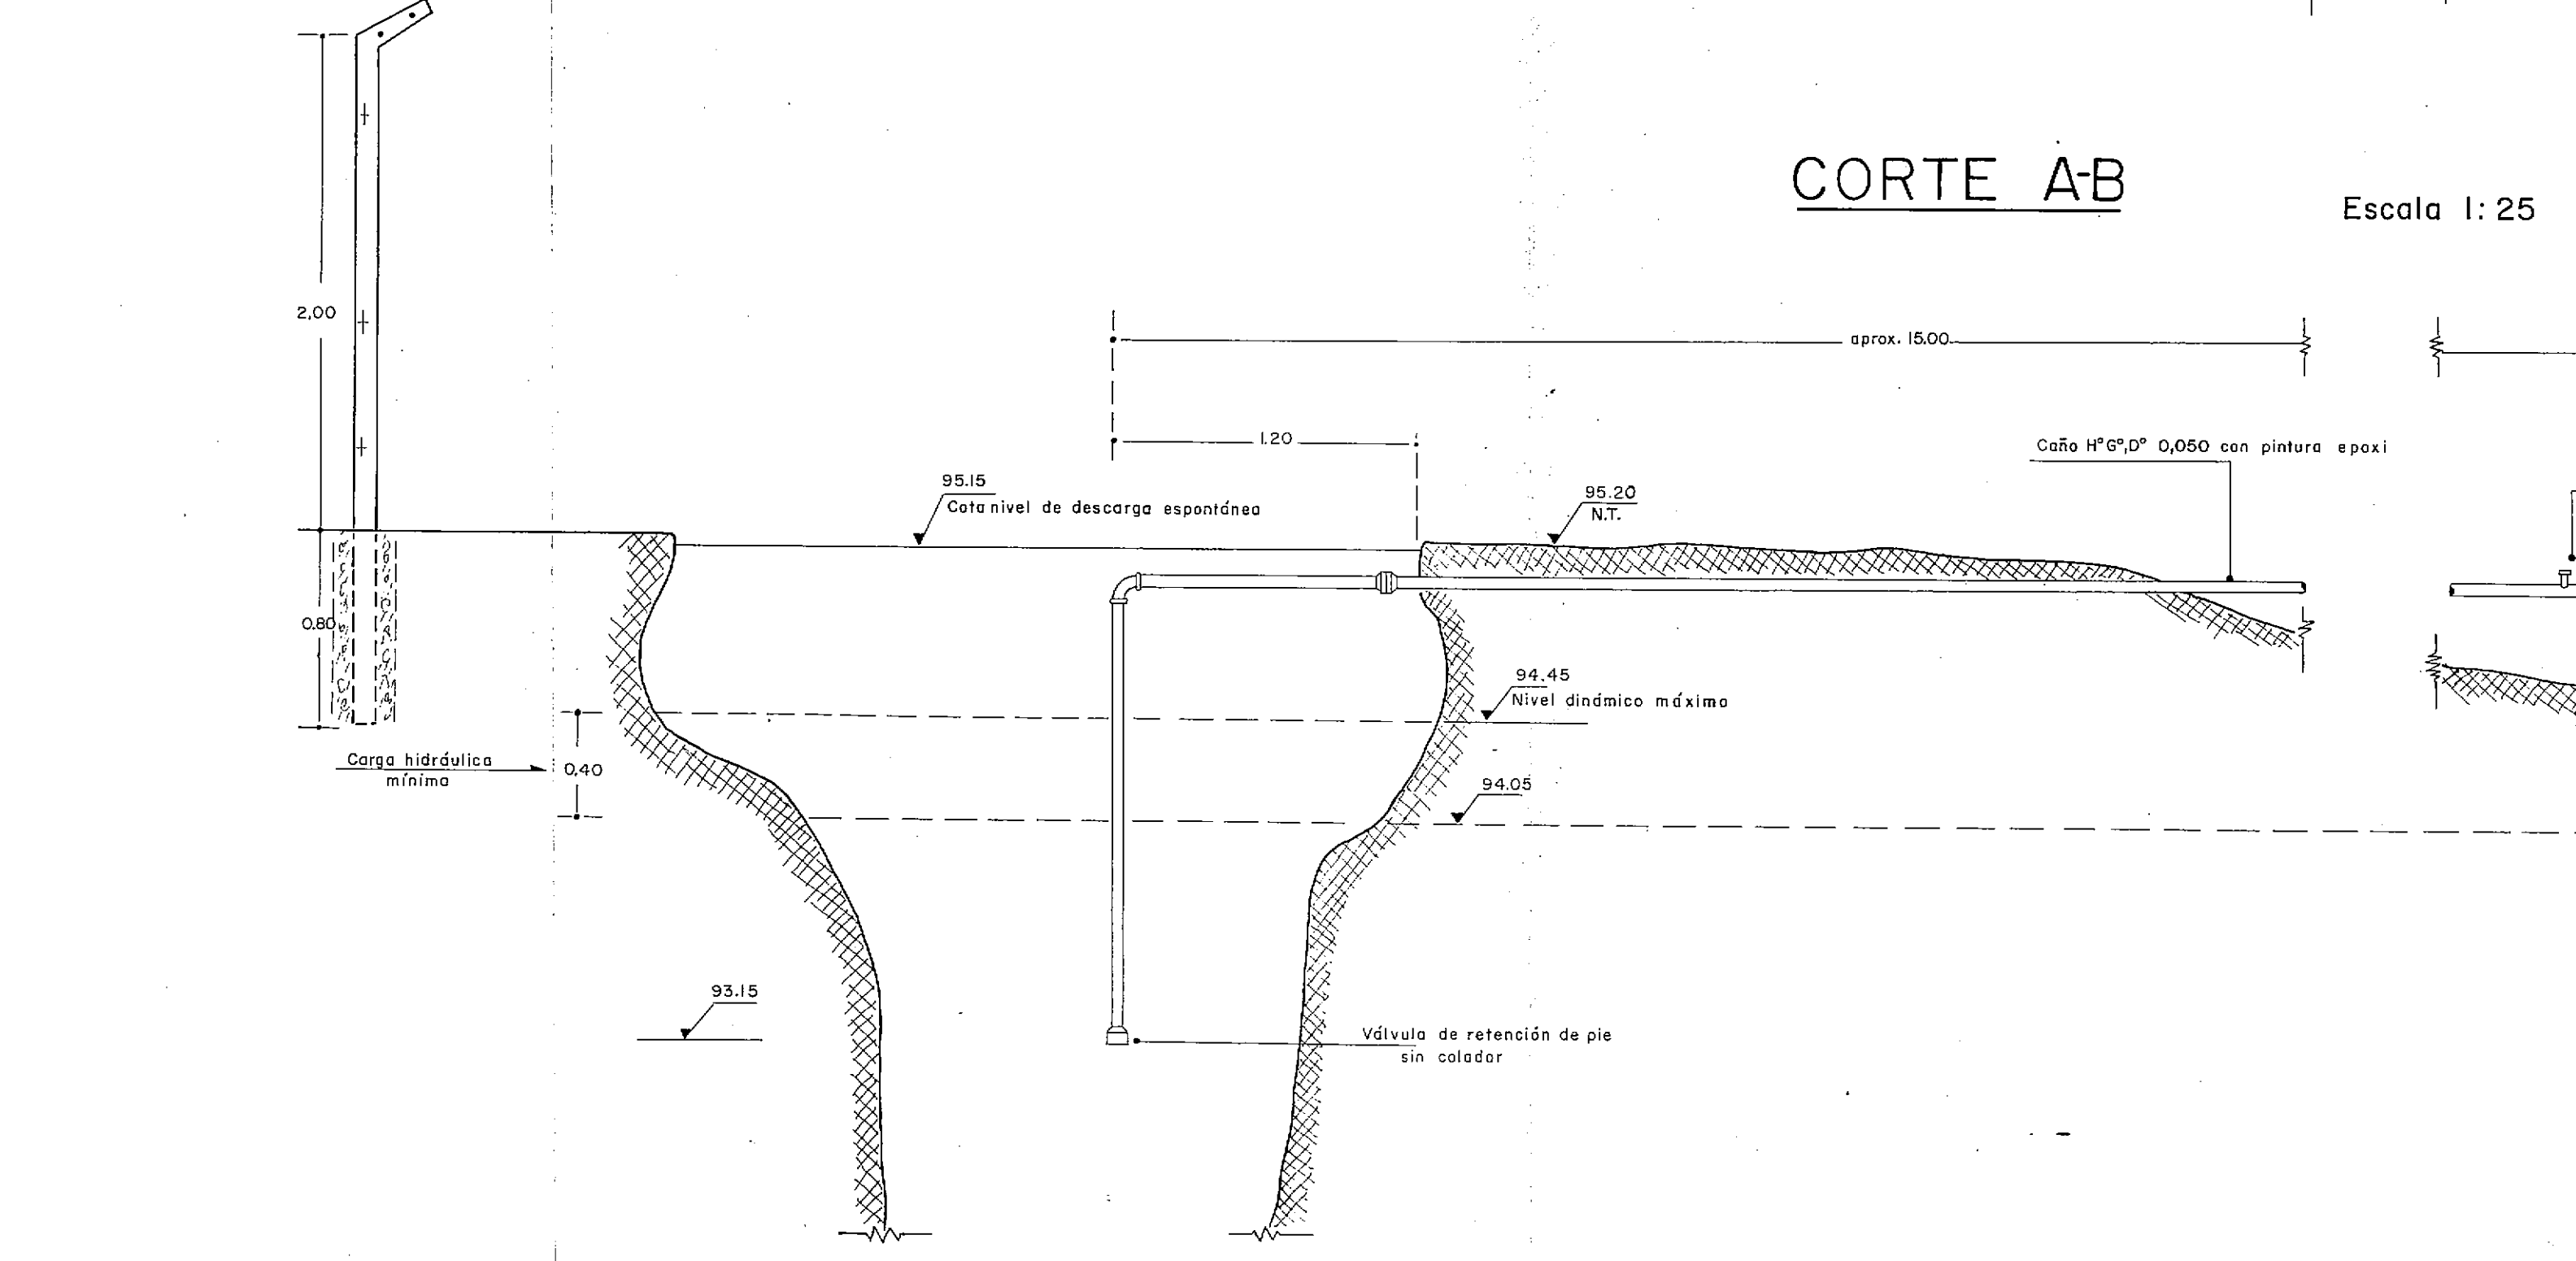 CORTE A-B
Escala 1:25
2,00
aprox. 15.00
1.20
Caño H°G°,D° 0,050 con pintura epoxi
95.15
Cota nivel de descarga espontánea
95.20
N.T.
0.80
94.45
Nivel dinámico máximo
Carga hidráulica
mínima
0,40
94.05
93.15
Válvula de retención de pie
sin colador